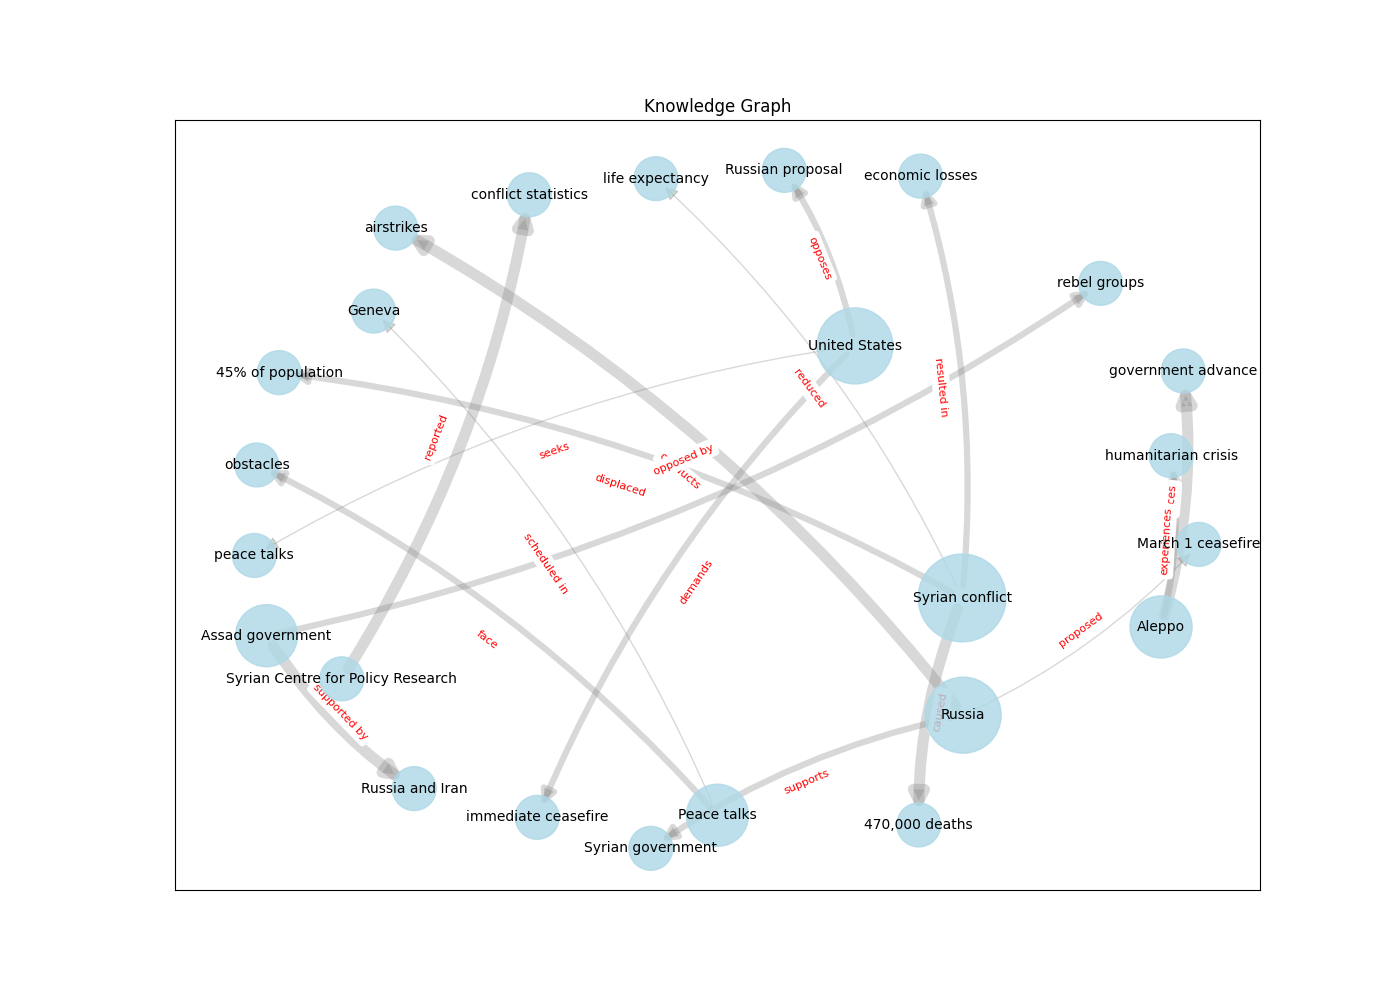 Knowledge Graph
life expectancy
Russian proposal
economic losses
conflict statistics
airstrikes
opposes
rebel groups
Geneva
United States
45% of population
government advance
reduced
resulted in
reported
seeks
opposed by
humanitarian crisis
obstacles
displaced
experiences
peace talks
March 1 ceasefire
scheduled in
demands
Syrian conflict
Assad government
Aleppo
face
proposed
Syrian Centre for Policy Research
supported by
caused
Russia
supports
Russia and Iran
immediate ceasefire
Peace talks
470,000 deaths
Syrian government